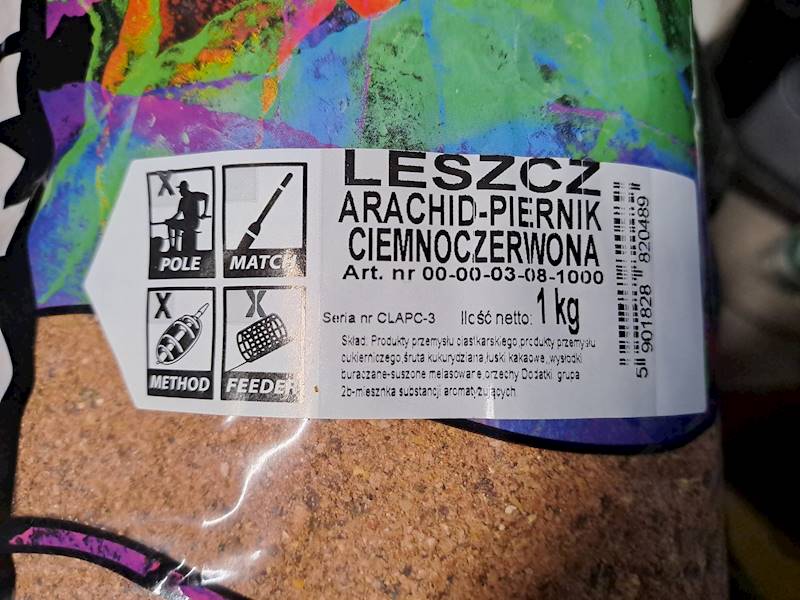 LESZCZ
ARACHID-PIERNIK
CIEMNOCZERWONA
Art. nr 00-00-03-08-1000
X
POLE
MATCH
X
METHOD
X
FEEDER
Seria nr CLAPC-3 Ilość netto: 1 kg
Skład. Produkty przemysłu ciastkarskiego,produkty przemysłu
cukierniczego,śruta kukurydziana,łuski kakaowe,,wysłodki
buraczane-suszone melasowane,orzechy Dodatki, grupa
2b-miesznka substancji aromatyzujących
5 901828 820489